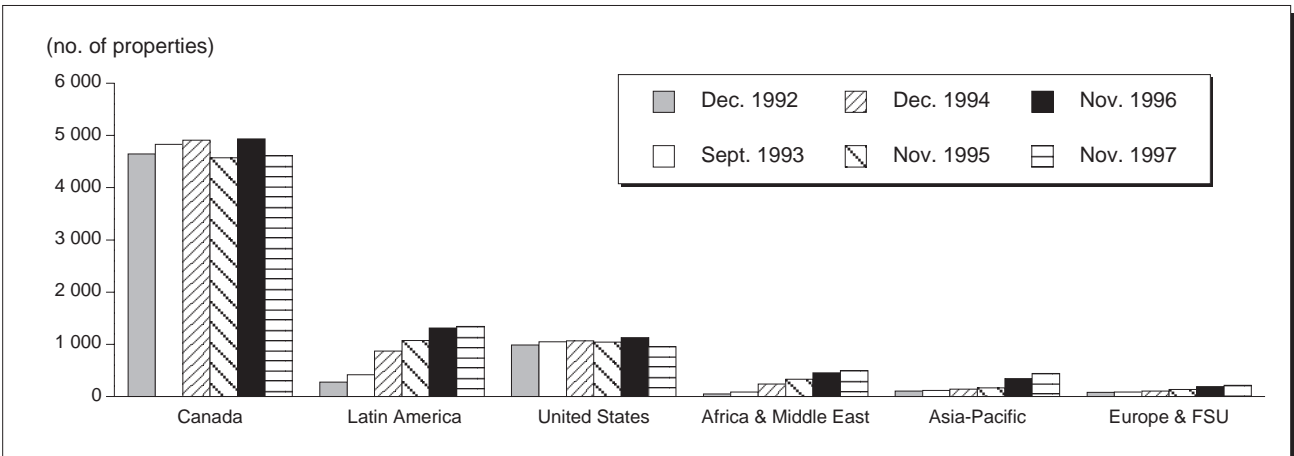 (no. of properties)
6 000
5 000
4 000
3 000
2 000
1 000
0
Dec. 1992 Dec. 1994 Nov. 1996
Sept. 1993 Nov. 1995 Nov. 1997
Canada Latin America United States Africa & Middle East Asia-Pacific Europe & FSU